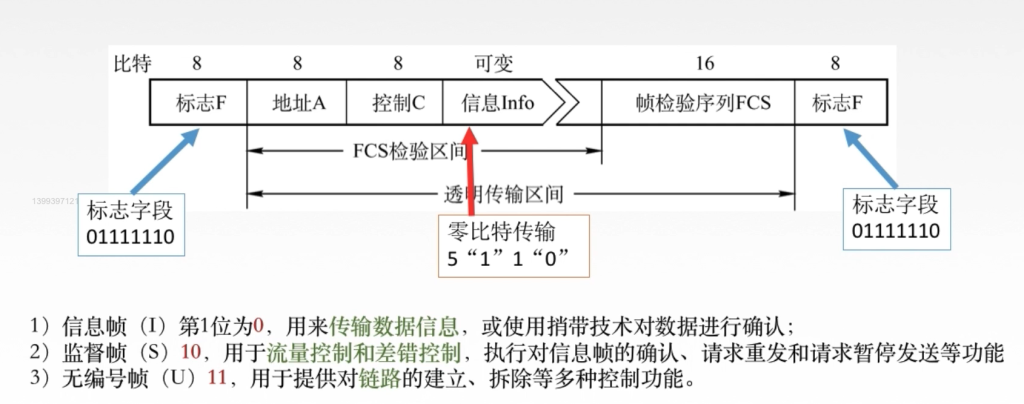 比特 8 8 8 可变 16 8
标志F 地址A 控制C 信息Info 帧检验序列FCS 标志F
FCS检验区间
透明传输区间
标志字段
01111110
零比特传输
5“1”1“0”
标志字段
01111110
1）信息帧（I）第1位为0，用来传输数据信息，或使用捎带技术对数据进行确认；
2）监督帧（S）10，用于流量控制和差错控制，执行对信息帧的确认、请求重发和请求暂停发送等功能
3）无编号帧（U）11，用于提供对链路的建立、拆除等多种控制功能。